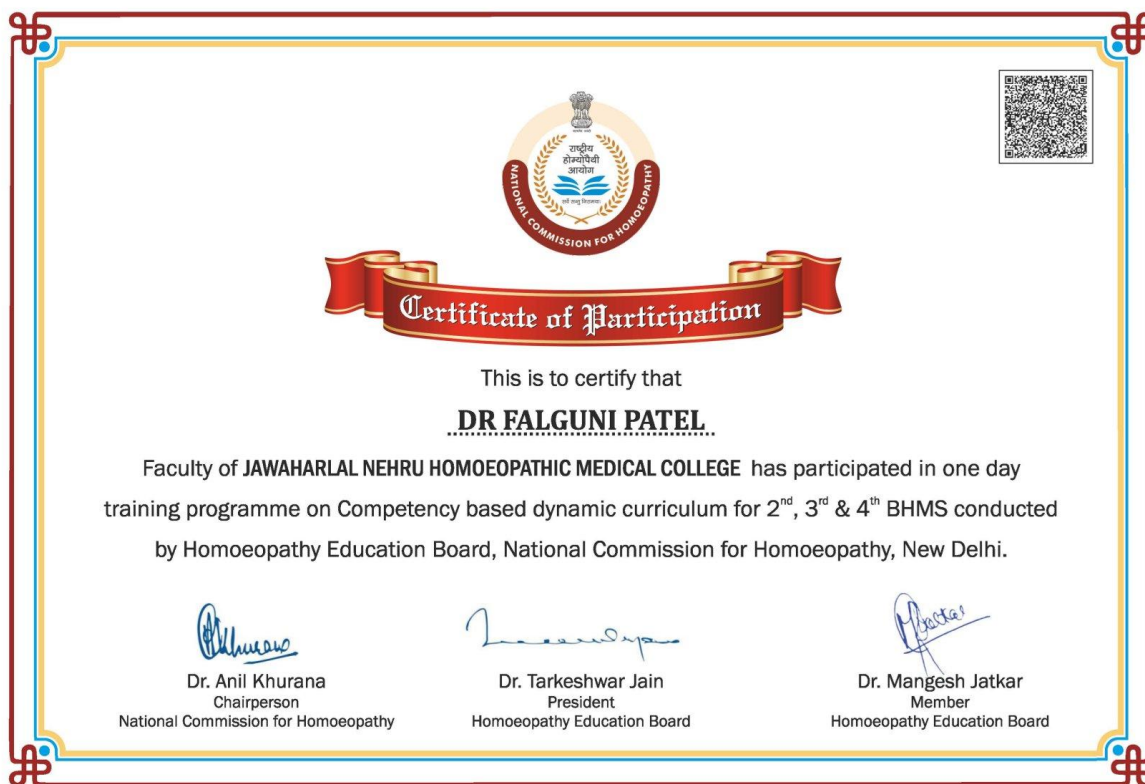 राष्ट्रीय
होम्योपैथी
आयोग
NATIONAL COMMISSION FOR HOMOEOPATHY
Certificate of Participation
This is to certify that
DR FALGUNI PATEL
Faculty of JAWAHARLAL NEHRU HOMOEOPATHIC MEDICAL COLLEGE has participated in one day
training programme on Competency based dynamic curriculum for 2nd, 3rd & 4th BHMS conducted
by Homoeopathy Education Board, National Commission for Homoeopathy, New Delhi.
Dr. Anil Khurana
Chairperson
National Commission for Homoeopathy
Dr. Tarkeshwar Jain
President
Homoeopathy Education Board
Dr. Mangesh Jatkar
Member
Homoeopathy Education Board